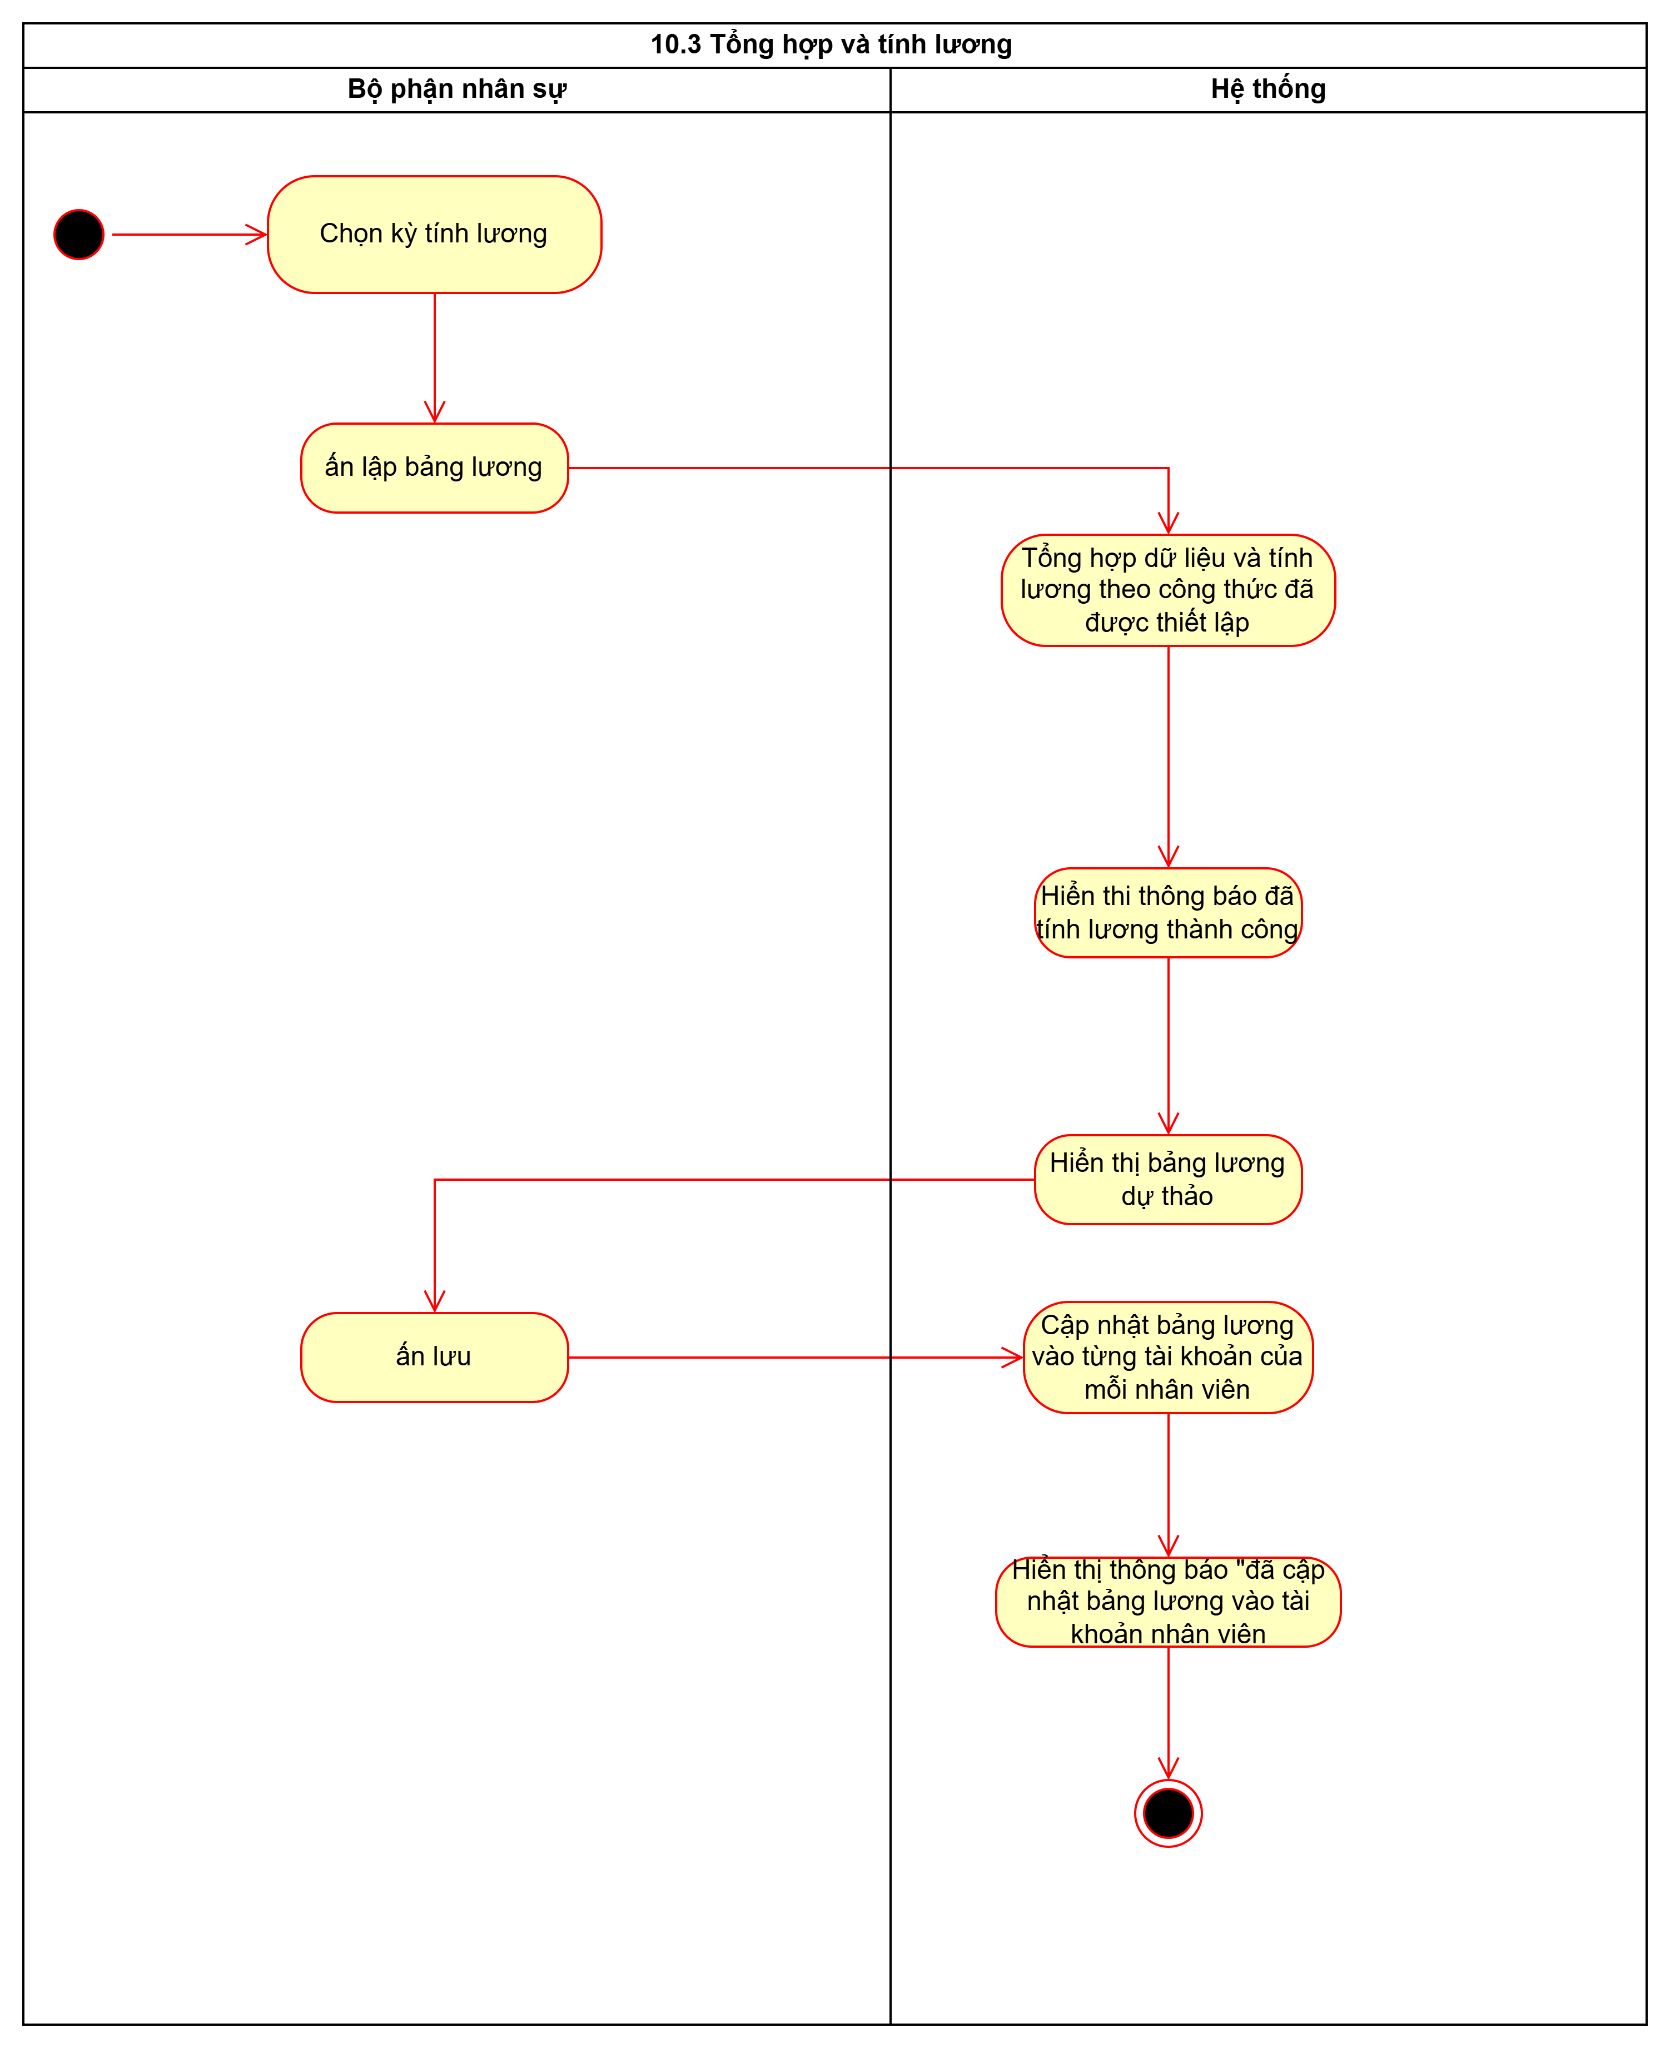 10.3 Tổng hợp và tính lương
Bộ phận nhân sự
Hệ thống
Chọn kỳ tính lương
ấn lập bảng lương
Tổng hợp dữ liệu và tính
lương theo công thức đã
được thiết lập
Hiển thi thông báo đã
tính lương thành công
Hiển thị bảng lương
dự thảo
ấn lưu
Cập nhật bảng lương
vào từng tài khoản của
mỗi nhân viên
Hiển thị thông báo "đã cập
nhật bảng lương vào tài
khoản nhân viên